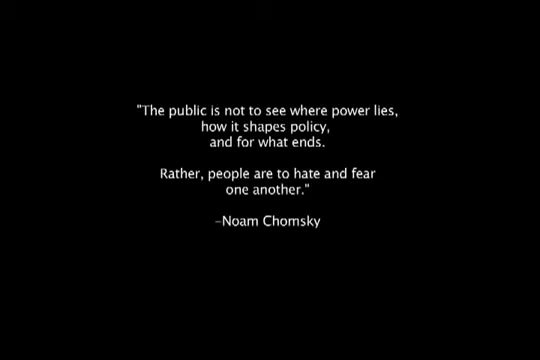 "The public is not to see where power lies,
how it shapes policy,
and for what ends.
Rather, people are to hate and fear
one another."
–Noam Chomsky